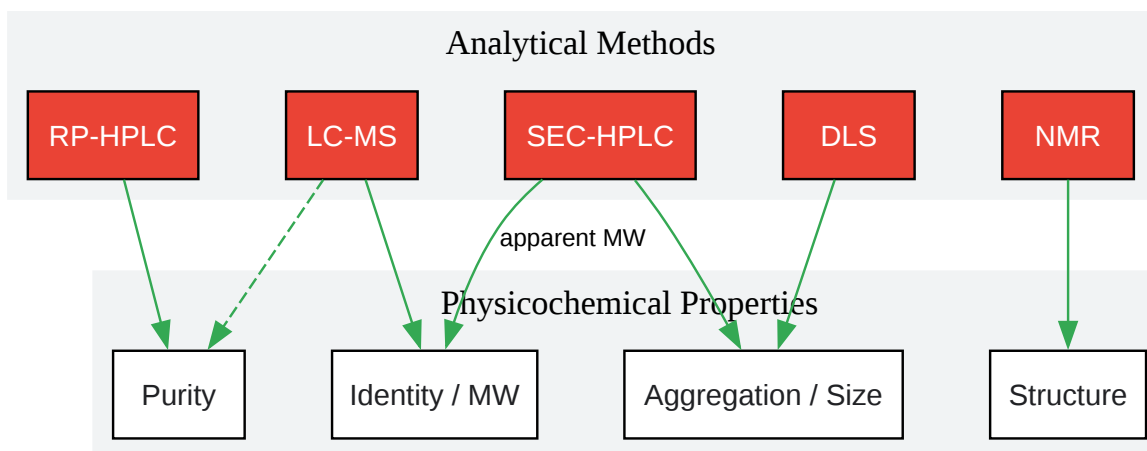 Analytical Methods
RP-HPLC
LC-MS
SEC-HPLC
DLS
NMR
apparent MW
Physicochemical Properties
Purity
Identity / MW
Aggregation / Size
Structure